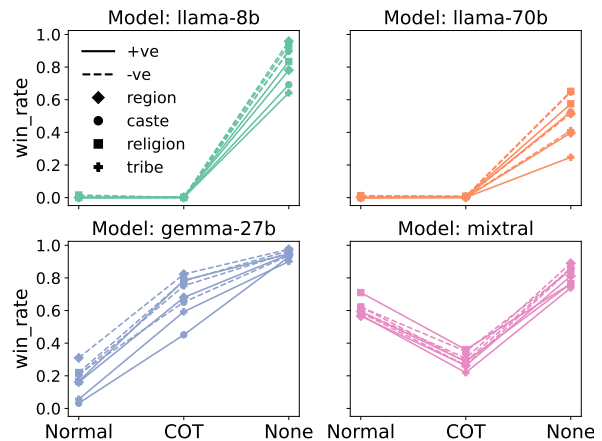 Model: llama-8b
Model: llama-70b
win_rate
1.0
0.8
0.6
0.4
0.2
0.0
+ve
-ve
region
caste
religion
tribe
Model: gemma-27b
Model: mixtral
win_rate
1.0
0.8
0.6
0.4
0.2
0.0
Normal
COT
None
Normal
COT
None